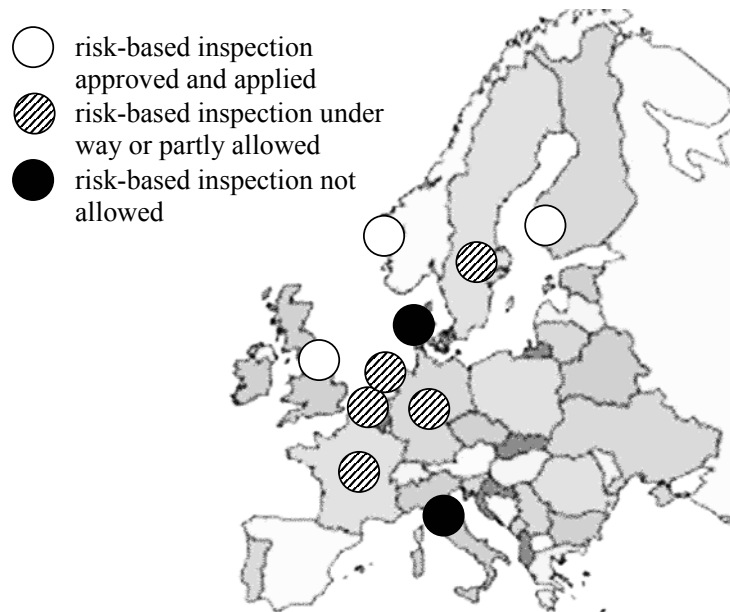 risk-based inspection
approved and applied
risk-based inspection under
way or partly allowed
risk-based inspection not
allowed